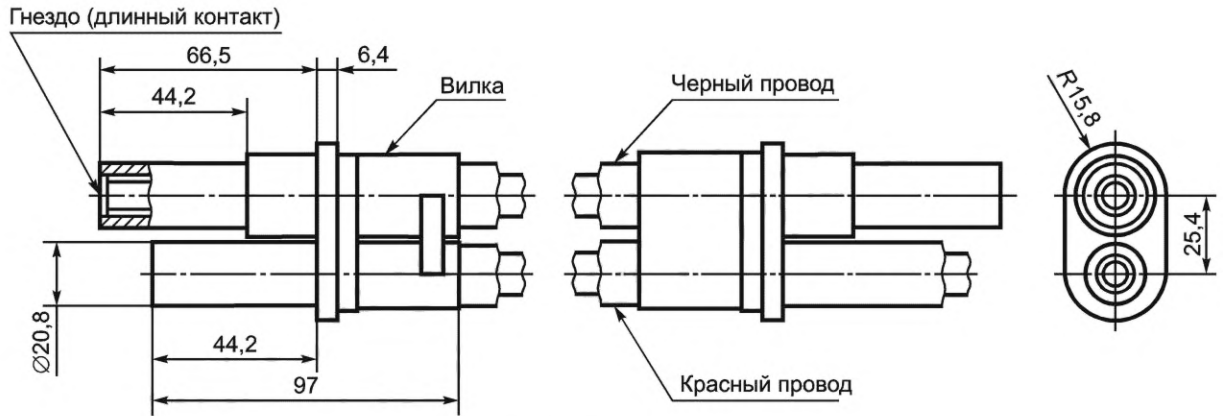 Гнездо (длинный контакт)
66,5
6,4
44,2
Вилка
Черный провод
R15,8
25,4
Ø20,8
44,2
97
Красный провод